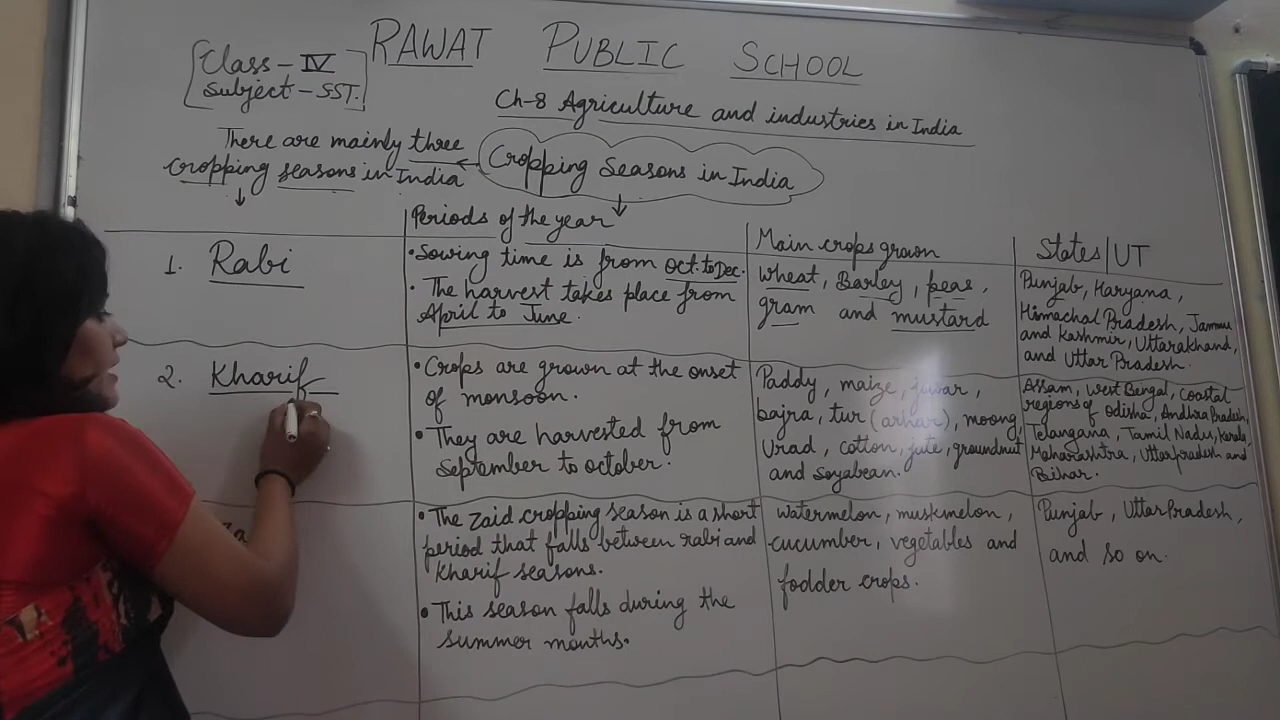 RAWAT PUBLIC SCHOOL
Class - IV
Subject - SST.
Ch-8 Agriculture and industries in India
There are mainly three
cropping seasons in India
Cropping Seasons in India
Periods of the year
Main crops grown
States/UT
1. Rabi
• Sowing time is from oct. to Dec.
• The harvest takes place from
April to June.
wheat, Barley, peas,
gram and mustard
Punjab, Haryana,
Himachal Pradesh, Jammu
and Kashmir, Uttarakhand,
and Uttar Pradesh.
2. Kharif
• Crops are grown at the onset
of monsoon.
• They are harvested from
September to october.
Paddy, maize, jowar,
bajra, tur (arhar), moong,
Urad, cotton, jute, groundnut
and Soyabean.
Assam, west Bengal, coastal
regions of odisha, Andhra Pradesh,
Telangana, Tamil Nadu, Kerala,
Maharashtra, Uttar pradesh and
Bihar.
Za
• The zaid cropping season is a short
period that falls between rabi and
Kharif seasons.
• This season falls during the
summer months.
watermelon, muskmelon,
cucumber, vegetables and
fodder crops.
Punjab, Uttar Pradesh,
and so on.